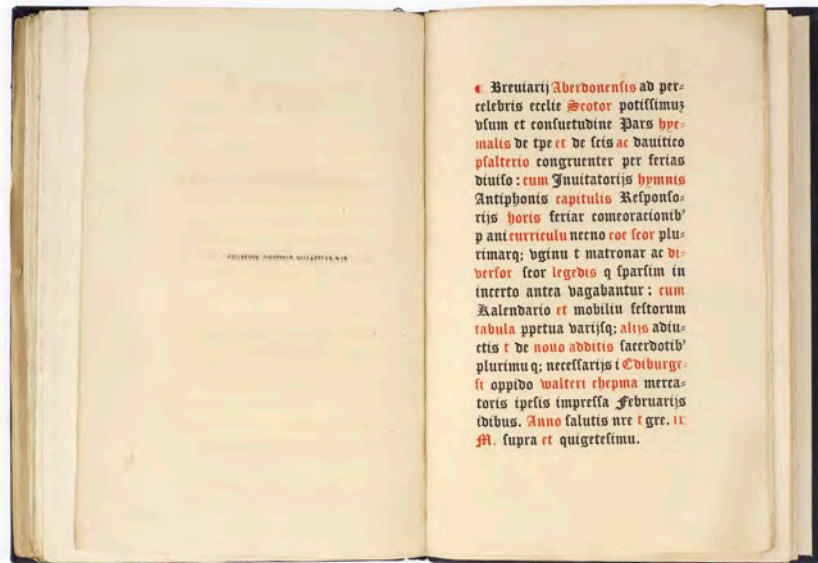 ¶ Breuiarij Aberdonensis ad per=
celebris ecclie Scotor potissimuz
vsum et consuetudine Pars hye=
malis de tpe et de scis ac dauitico
psalterio congruenter per ferias
diuiso : cum Inuitatorijs hymnis
Antiphonis capitulis Responso=
rijs horis feriar comeoracionib'
p ani curriculu necno coe scor plu=
rimarq; vginu t matronar ac di=
versor scor legedis q sparsim in
incerto antea vagabantur : cum
Kalendario et mobiliu festorum
tabula ppetua varijsq; alijs adiu=
ctis t de nouo additis sacerdotib'
plurimu q; necessarijs i Ediburge=
si oppido walteri chepma merca=
toris ipesis impressa Februarijs
idibus. Anno salutis nre t gre. ix
M. supra et quigetesimu.